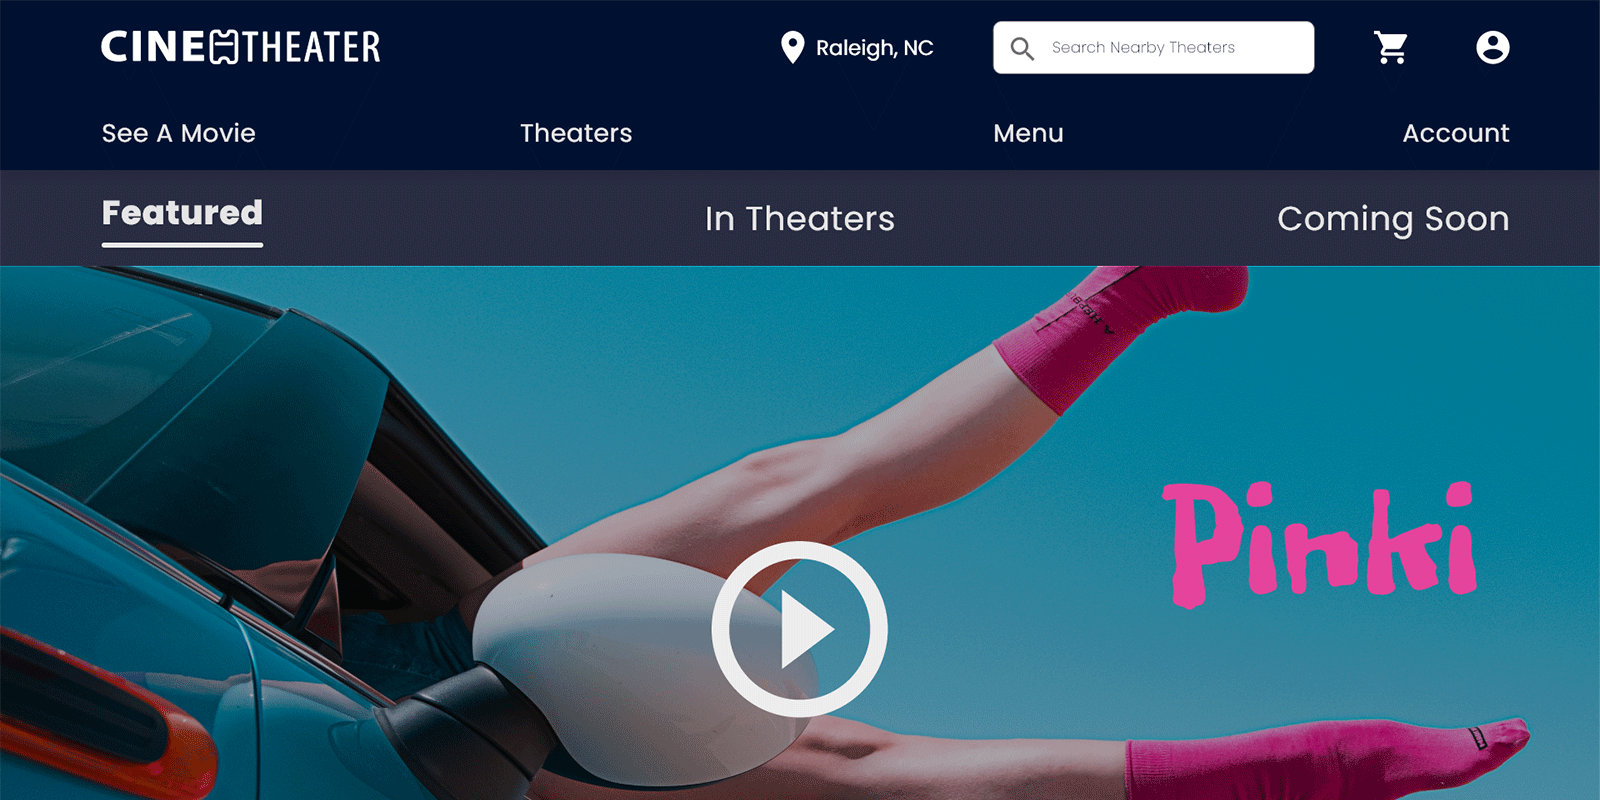 CINETHEATER
Raleigh, NC
Search Nearby Theaters
See A Movie
Theaters
Menu
Account
Featured
In Theaters
Coming Soon
Pinki